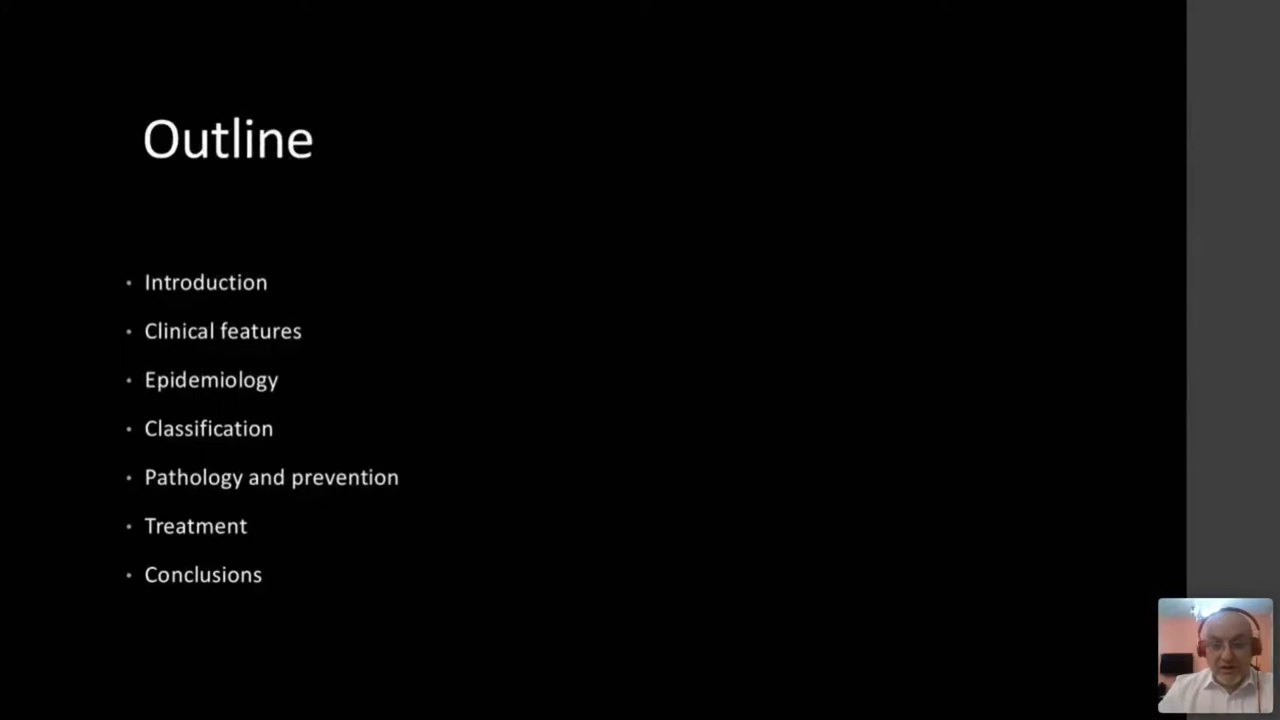 Outline
• Introduction
• Clinical features
• Epidemiology
• Classification
• Pathology and prevention
• Treatment
• Conclusions